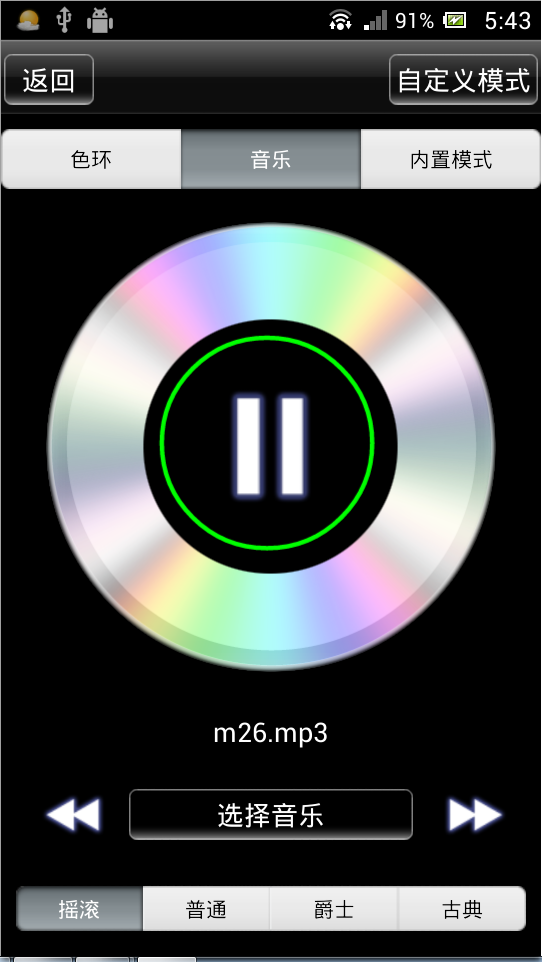 91% 5:43
返回 自定义模式
色环 音乐 内置模式
m26.mp3
选择音乐
摇滚 普通 爵士 古典